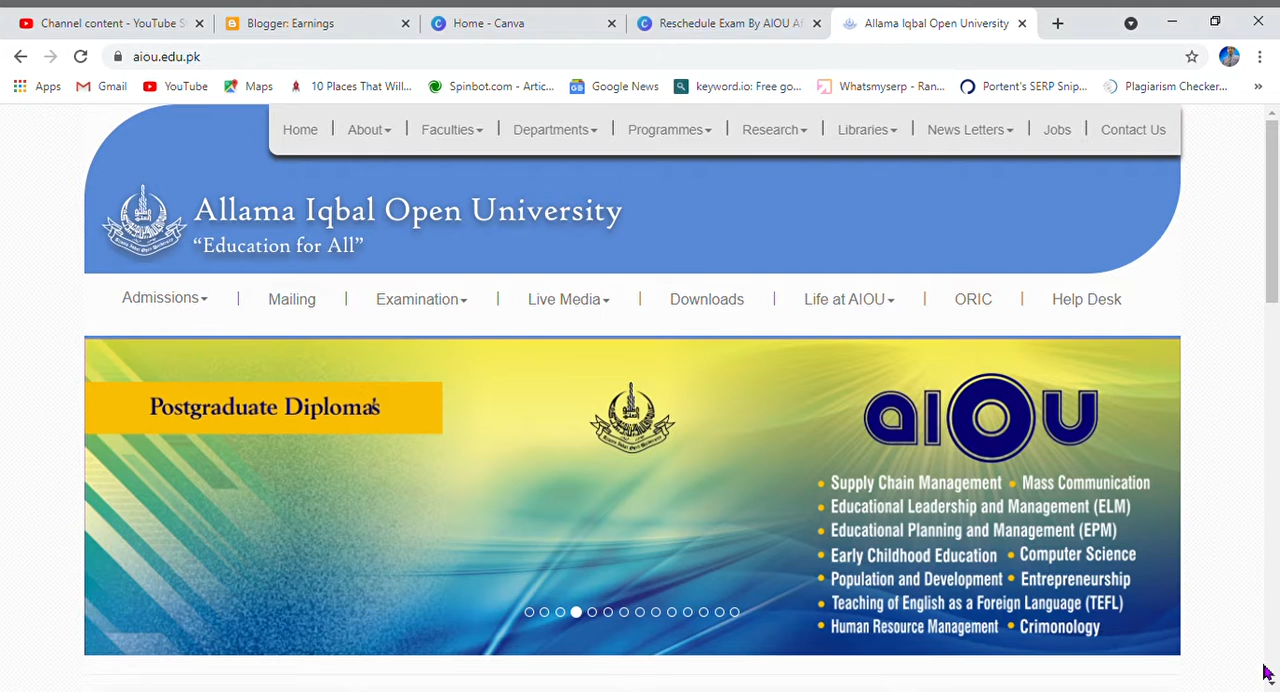 Channel content - YouTube S
Blogger: Earnings
Home - Canva
Reschedule Exam By AIOU Af
Allama Iqbal Open University
aiou.edu.pk
Apps Gmail YouTube Maps 10 Places That Will... Spinbot.com - Artic... Google News keyword.io: Free go... Whatsmyserp - Ran... Portent's SERP Snip... Plagiarism Checker... »
Home About Faculties Departments Programmes Research Libraries News Letters Jobs Contact Us
Allama Iqbal Open University
“Education for All”
Admissions Mailing Examination Live Media Downloads Life at AIOU ORIC Help Desk
Postgraduate Diploma's
AIOU
• Supply Chain Management • Mass Communication
• Educational Leadership and Management (ELM)
• Educational Planning and Management (EPM)
• Early Childhood Education • Computer Science
• Population and Development • Entrepreneurship
• Teaching of English as a Foreign Language (TEFL)
• Human Resource Management • Crimonology